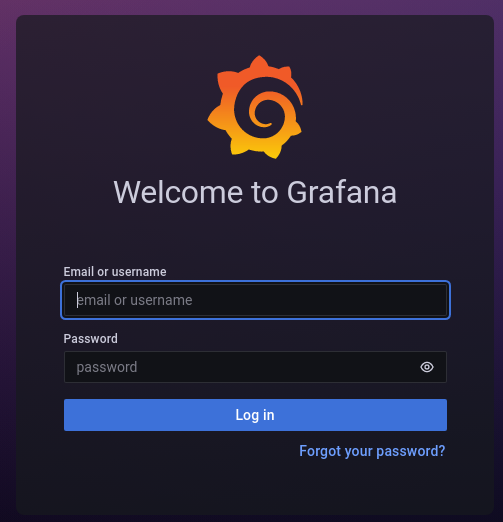 Welcome to Grafana
Email or username
email or username
Password
password
Log in
Forgot your password?